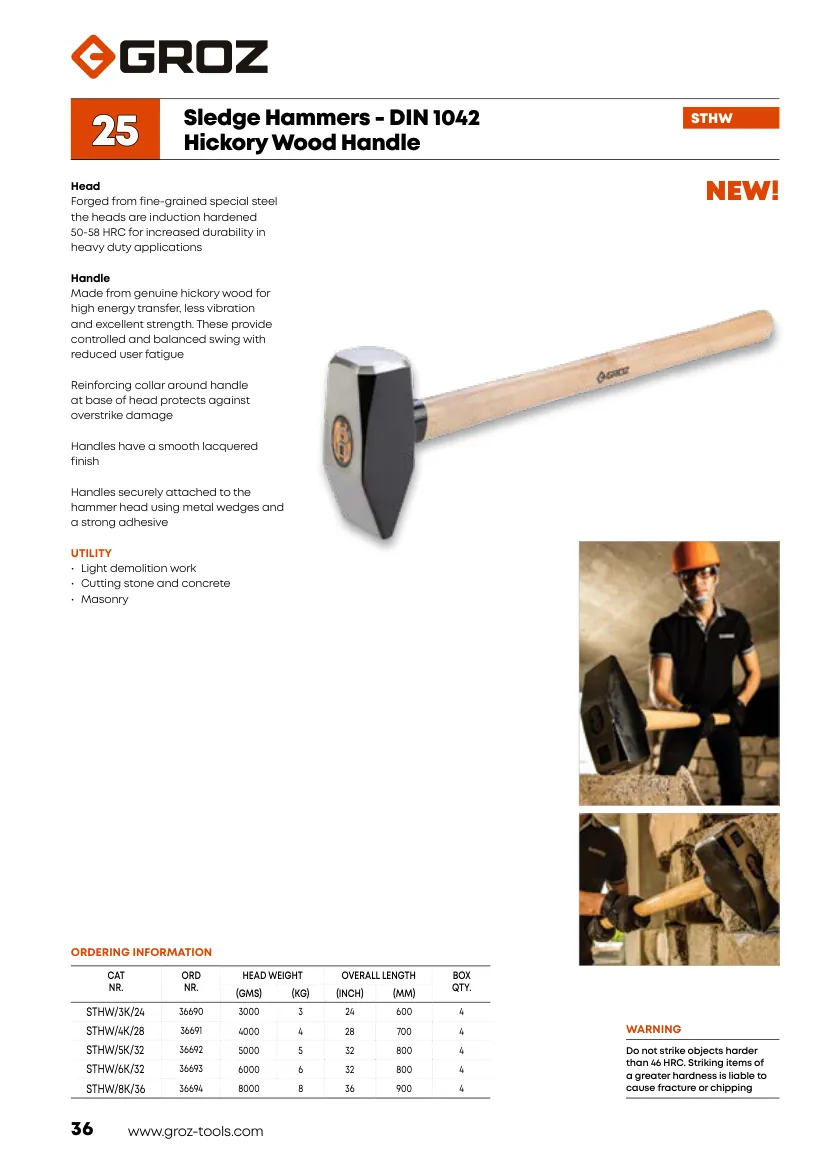 GROZ
25
Sledge Hammers - DIN 1042
Hickory Wood Handle
STHW
NEW!
Head
Forged from fine-grained special steel
the heads are induction hardened
50-58 HRC for increased durability in
heavy duty applications
Handle
Made from genuine hickory wood for
high energy transfer, less vibration
and excellent strength. These provide
controlled and balanced swing with
reduced user fatigue
Reinforcing collar around handle
at base of head protects against
overstrike damage
Handles have a smooth lacquered
finish
Handles securely attached to the
hammer head using metal wedges and
a strong adhesive
GROZ
UTILITY
• Light demolition work
• Cutting stone and concrete
• Masonry
ORDERING INFORMATION
CAT NR. ORD NR. HEAD WEIGHT OVERALL LENGTH BOX QTY.
(GMS) (KG) (INCH) (MM)
STHW/3K/24 36690 3000 3 24 600 4
STHW/4K/28 36691 4000 4 28 700 4
STHW/5K/32 36692 5000 5 32 800 4
STHW/6K/32 36693 6000 6 32 800 4
STHW/8K/36 36694 8000 8 36 900 4
WARNING
Do not strike objects harder
than 46 HRC. Striking items of
a greater hardness is liable to
cause fracture or chipping
36 www.groz-tools.com